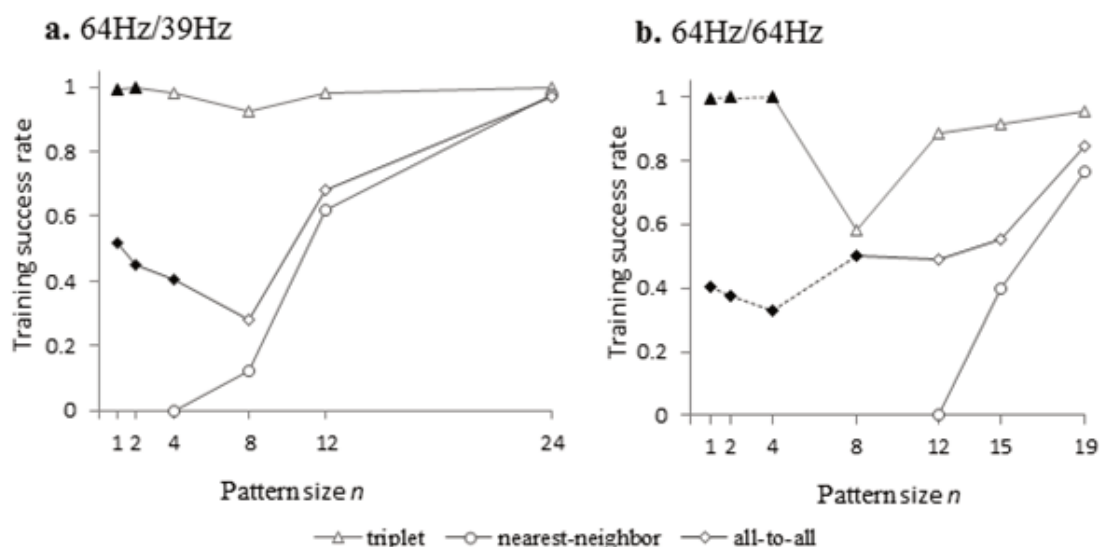 a. 64Hz/39Hz
Training success rate
1
0.8
0.6
0.4
0.2
0
1 2 4 8 12 24
Pattern size n
b. 64Hz/64Hz
Training success rate
1
0.8
0.6
0.4
0.2
0
1 2 4 8 12 15 19
Pattern size n
triplet nearest-neighbor all-to-all